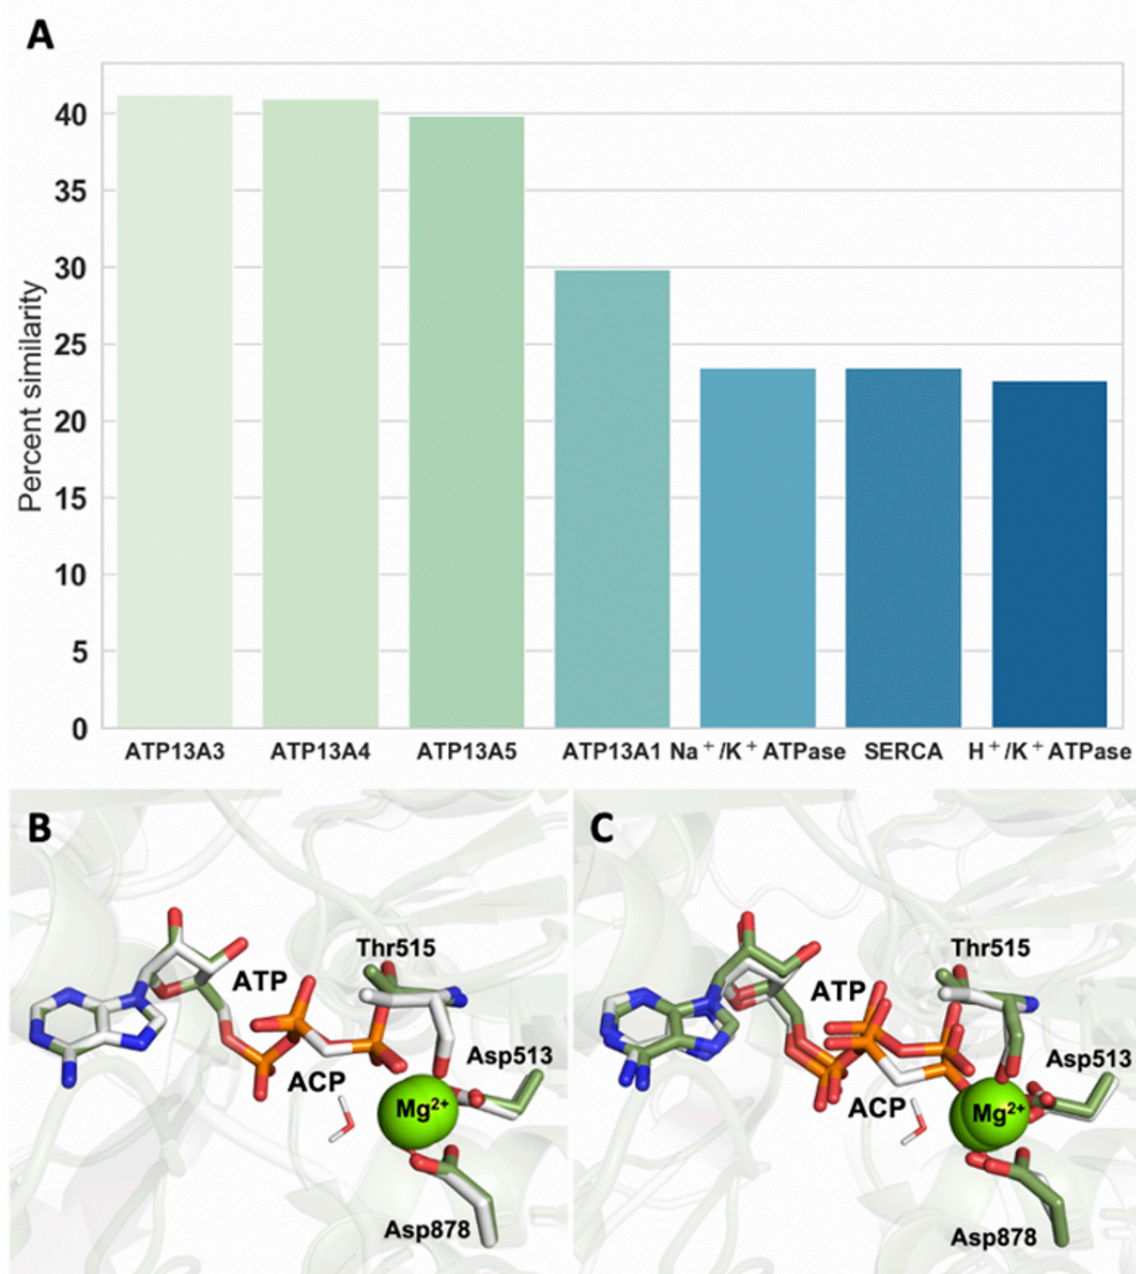 A
Percent similarity
40
35
30
25
20
15
10
5
0
ATP13A3 ATP13A4 ATP13A5 ATP13A1 Na⁺/K⁺ATPase SERCA H⁺/K⁺ATPase
B
ATP
Thr515
ACP
Asp513
Mg²⁺
Asp878
C
ATP
Thr515
Asp513
ACP
Mg²⁺
Asp878